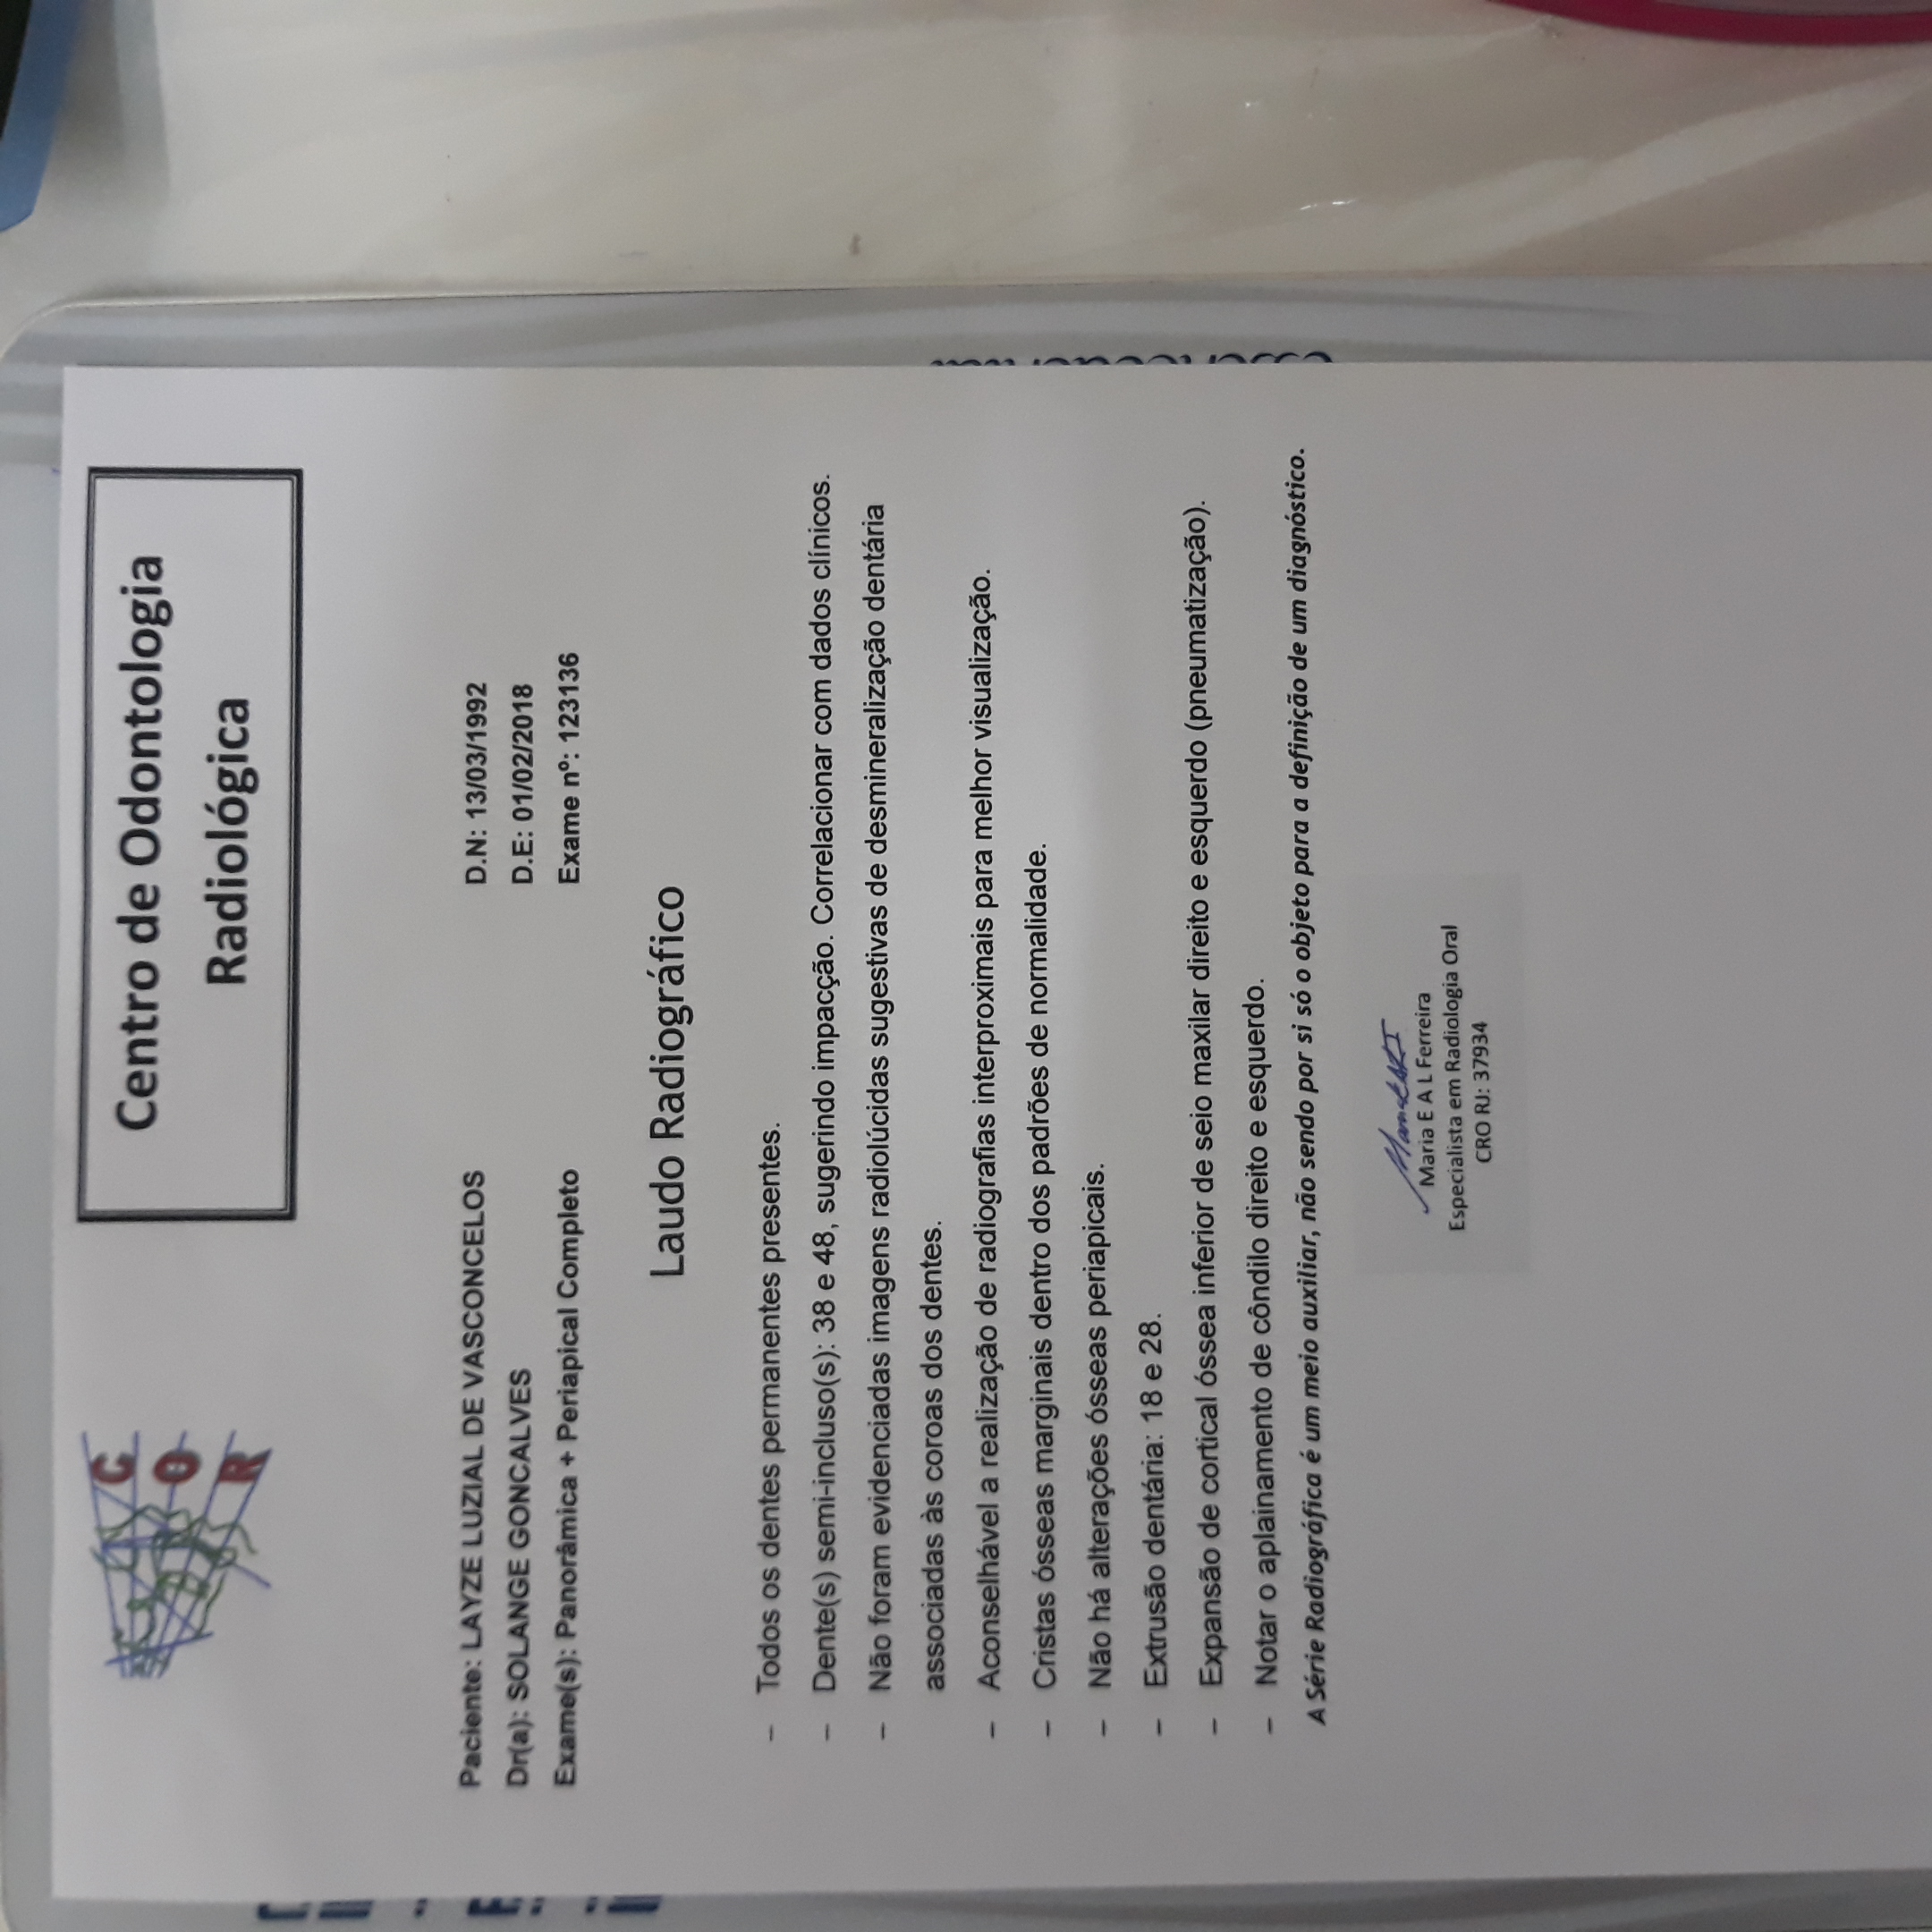 C
O
R
Centro de Odontologia
Radiológica
Paciente: LAYZE LUZIAL DE VASCONCELOS D.N: 13/03/1992
Dr(a): SOLANGE GONCALVES D.E: 01/02/2018
Exame(s): Panorâmica + Periapical Completo Exame nº: 123136
Laudo Radiográfico
– Todos os dentes permanentes presentes.
– Dente(s) semi-incluso(s): 38 e 48, sugerindo impacção. Correlacionar com dados clínicos.
– Não foram evidenciadas imagens radiolúcidas sugestivas de desmineralização dentária
associadas às coroas dos dentes.
– Aconselhável a realização de radiografias interproximais para melhor visualização.
– Cristas ósseas marginais dentro dos padrões de normalidade.
– Não há alterações ósseas periapicais.
– Extrusão dentária: 18 e 28.
– Expansão de cortical óssea inferior de seio maxilar direito e esquerdo (pneumatização).
– Notar o aplainamento de côndilo direito e esquerdo.
A Série Radiográfica é um meio auxiliar, não sendo por si só o objeto para a definição de um diagnóstico.
Maria E A L Ferreira
Especialista em Radiologia Oral
CRO RJ: 37934